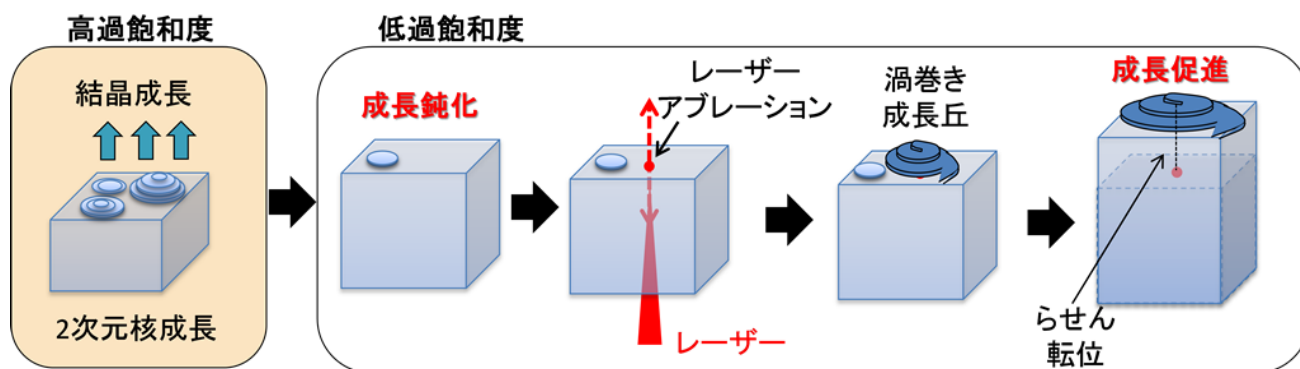 高過飽和度
結晶成長
2次元核成長
低過飽和度
成長鈍化
レーザー
アブレーション
レーザー
渦巻き
成長丘
成長促進
らせん
転位